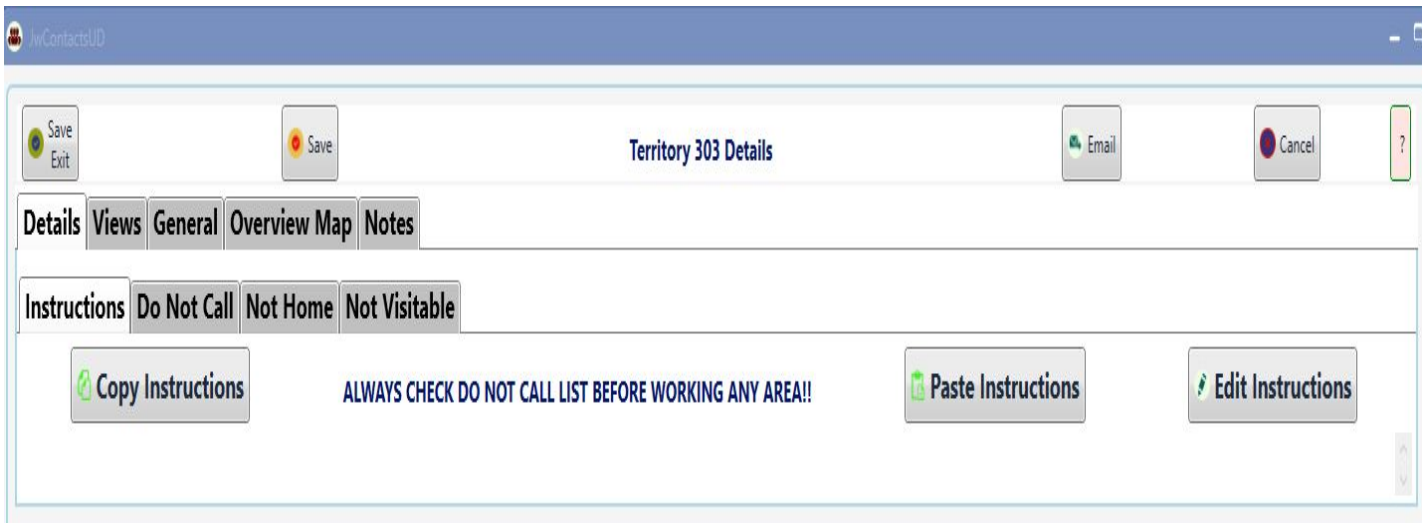 JwContactsUD
Save
Exit
Save
Territory 303 Details
Email
Cancel
?
Details Views General Overview Map Notes
Instructions Do Not Call Not Home Not Visitable
Copy Instructions
ALWAYS CHECK DO NOT CALL LIST BEFORE WORKING ANY AREA!!
Paste Instructions
Edit Instructions